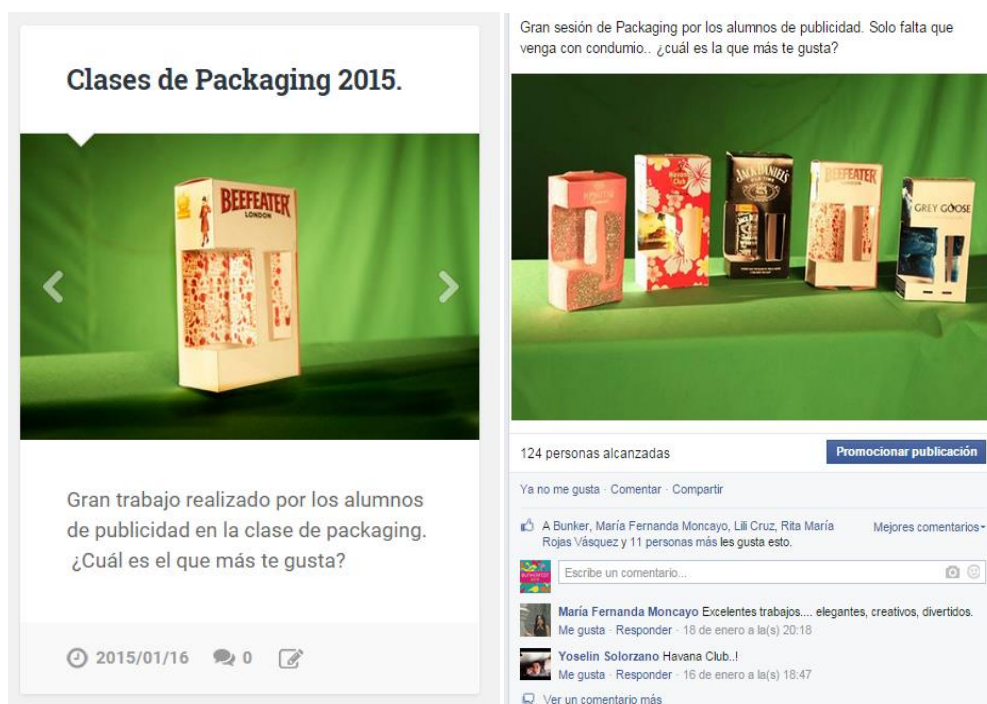 Clases de Packaging 2015.
BEEFEATER
LONDON
Gran trabajo realizado por los alumnos
de publicidad en la clase de packaging.
¿Cuál es el que más te gusta?
2015/01/16 0
Gran sesión de Packaging por los alumnos de publicidad. Solo falta que
venga con condumio.. ¿cuál es la que más te gusta?
Havana
Club
JACK DANIEL'S
BEEFEATER
GREY GOOSE
124 personas alcanzadas
Promocionar publicación
Ya no me gusta · Comentar · Compartir
A Bunker, María Fernanda Moncayo, Lili Cruz, Rita María
Rojas Vásquez y 11 personas más les gusta esto.
Mejores comentarios
Escribe un comentario...
María Fernanda Moncayo Excelentes trabajos.... elegantes, creativos, divertidos.
Me gusta · Responder · 18 de enero a la(s) 20:18
Yoselin Solorzano Havana Club..!
Me gusta · Responder · 16 de enero a la(s) 18:47
Ver un comentario más